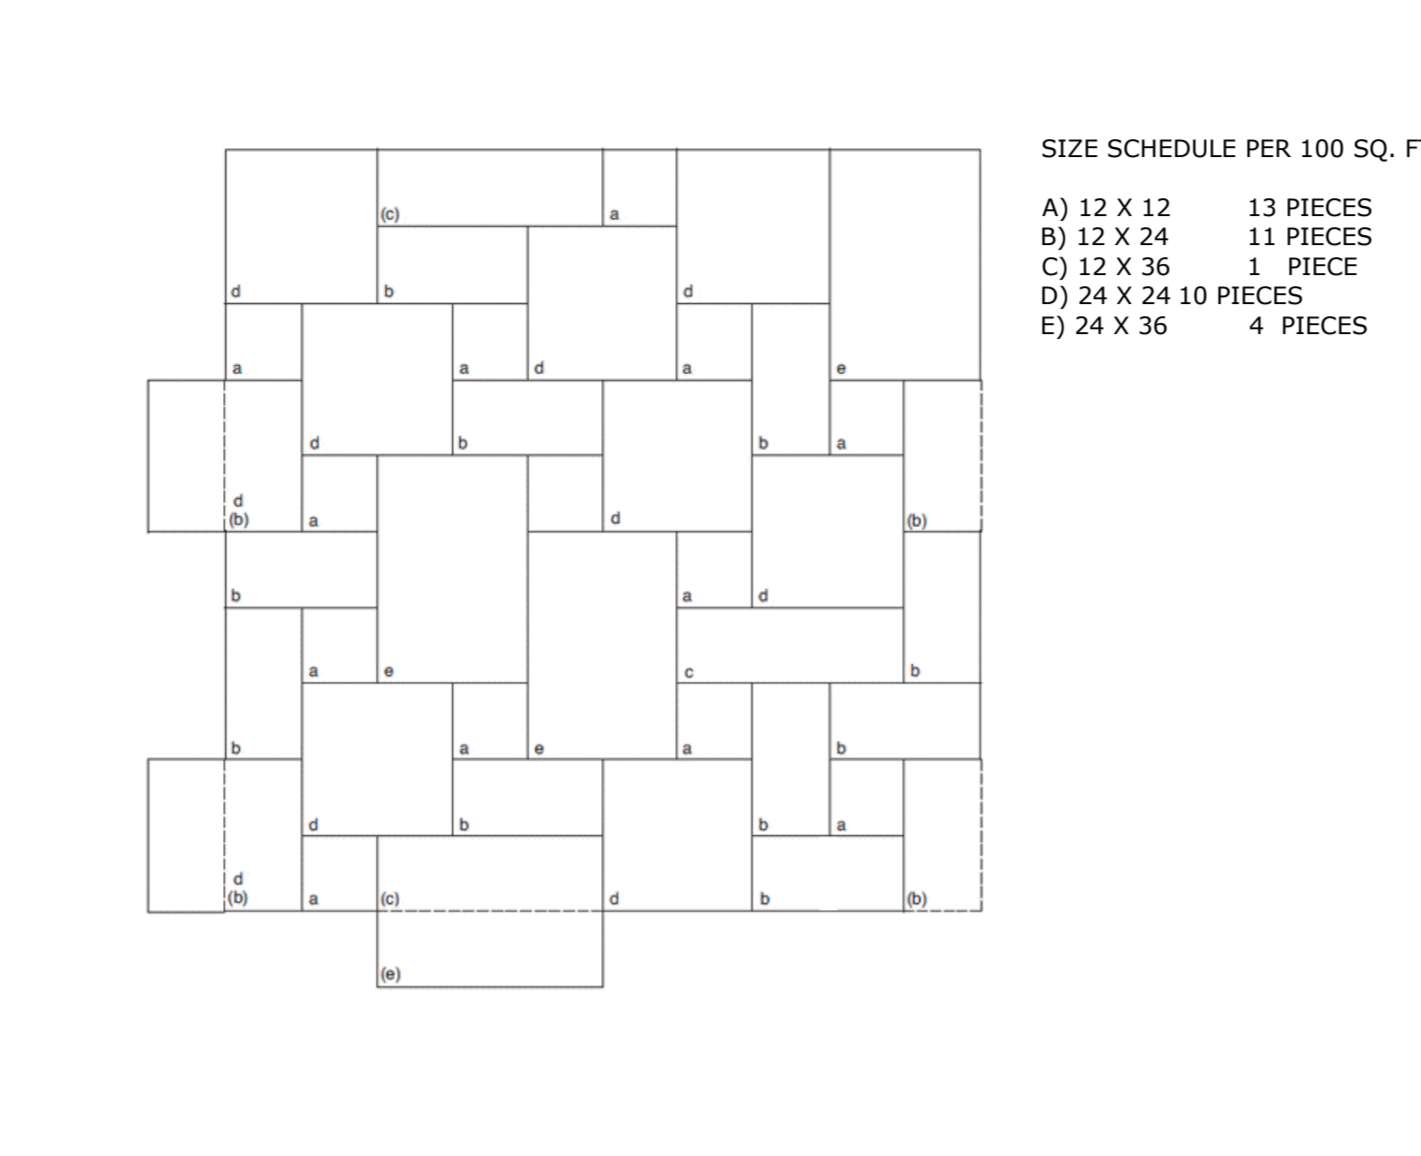 SIZE SCHEDULE PER 100 SQ. F
A) 12 X 12 13 PIECES
B) 12 X 24 11 PIECES
C) 12 X 36 1 PIECE
D) 24 X 24 10 PIECES
E) 24 X 36 4 PIECES
(c) a
d b d
a a d a e
d b b a
d
(b) a d (b)
b a d
a e c b
b a e a b
d b b a
d
(b) a (c) d b (b)
(e)